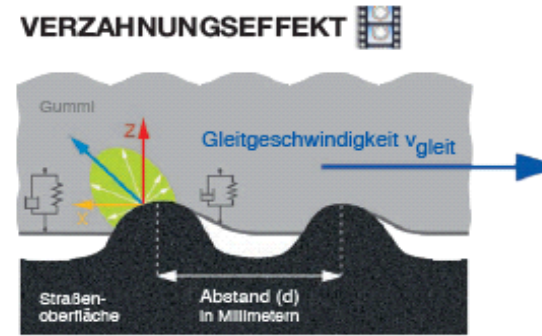 VERZAHNUNGSEFFEKT
Gummi
Z
Gleitgeschwindigkeit vgleit
X
Straßen-
oberfläche
Abstand (d)
in Millimetern